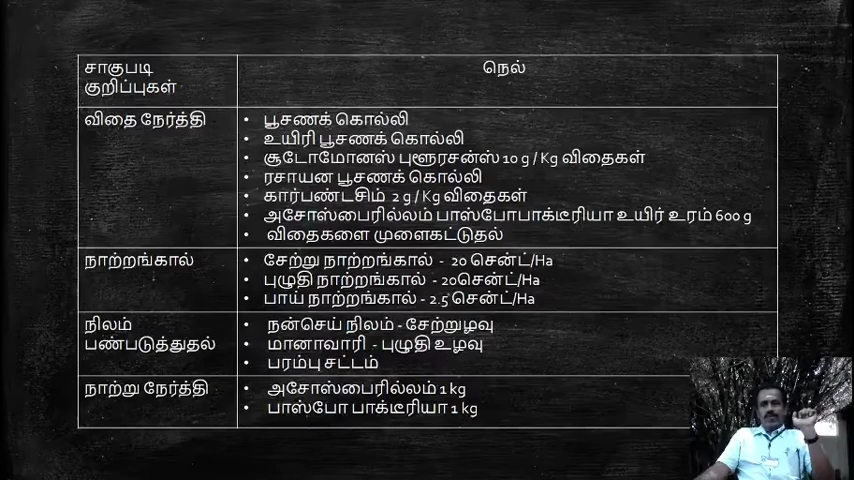 சாகுபடி
குறிப்புகள்
நெல்
விதை நேர்த்தி
• பூசணக் கொல்லி
• உயிரி பூசணக் கொல்லி
• சூடோமோனஸ் புளூரசன்ஸ் 10 g / Kg விதைகள்
• ரசாயன பூசணக் கொல்லி
• கார்பண்டசிம் 2 g / Kg விதைகள்
• அசோஸ்பைரில்லம் பாஸ்போபாக்டீரியா உயிர் உரம் 600 g
• விதைகளை முளைகட்டுதல்
நாற்றங்கால்
• சேற்று நாற்றங்கால் - 20 சென்ட்/Ha
• புழுதி நாற்றங்கால் - 20சென்ட்/Ha
• பாய் நாற்றங்கால் - 2.5 சென்ட்/Ha
நிலம்
பண்படுத்துதல்
• நன்செய் நிலம் - சேற்றுழவு
• மானாவாரி - புழுதி உழவு
• பரம்பு சட்டம்
நாற்று நேர்த்தி
• அசோஸ்பைரில்லம் 1 kg
• பாஸ்போ பாக்டீரியா 1 kg